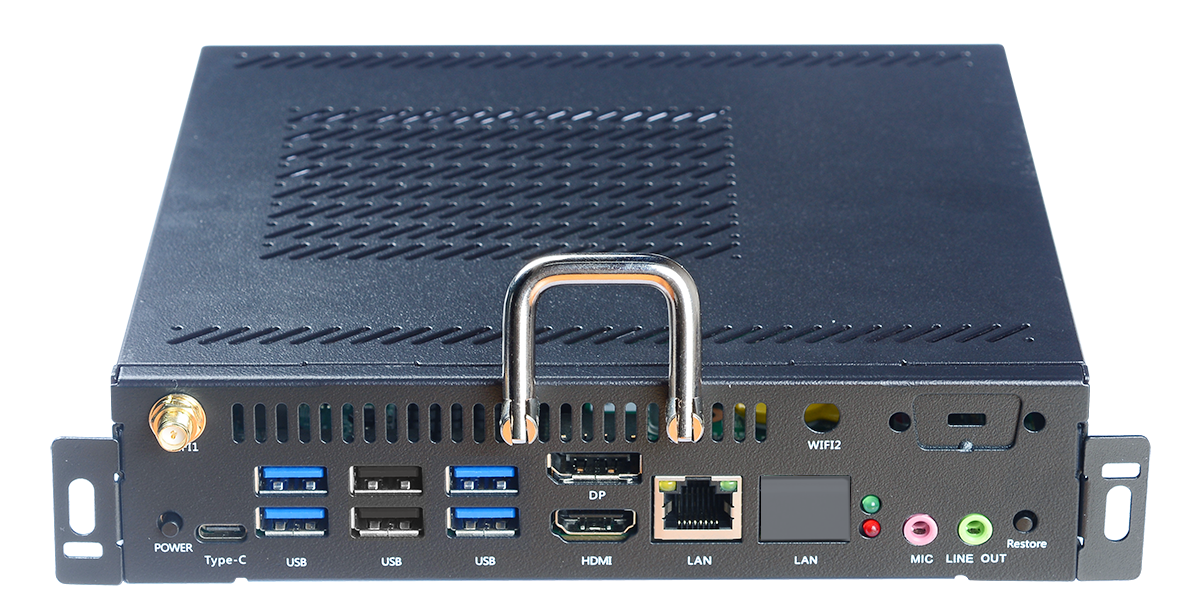 WIFI2
DP
POWER
Type-C
USB
USB
USB
HDMI
LAN
LAN
MIC
LINE OUT
Restore